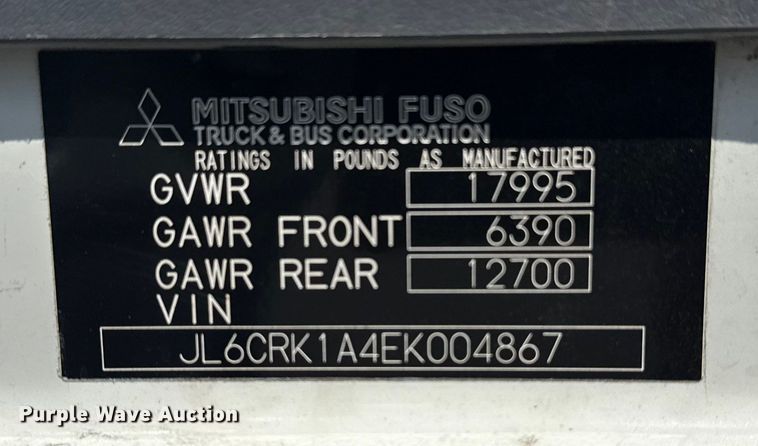 MITSUBISHI FUSO
TRUCK & BUS CORPORATION
RATINGS IN POUNDS AS MANUFACTURED
GVWR 17995
GAWR FRONT 6390
GAWR REAR 12700
VIN
JL6CRK1A4EK004867
Purple Wave Auction